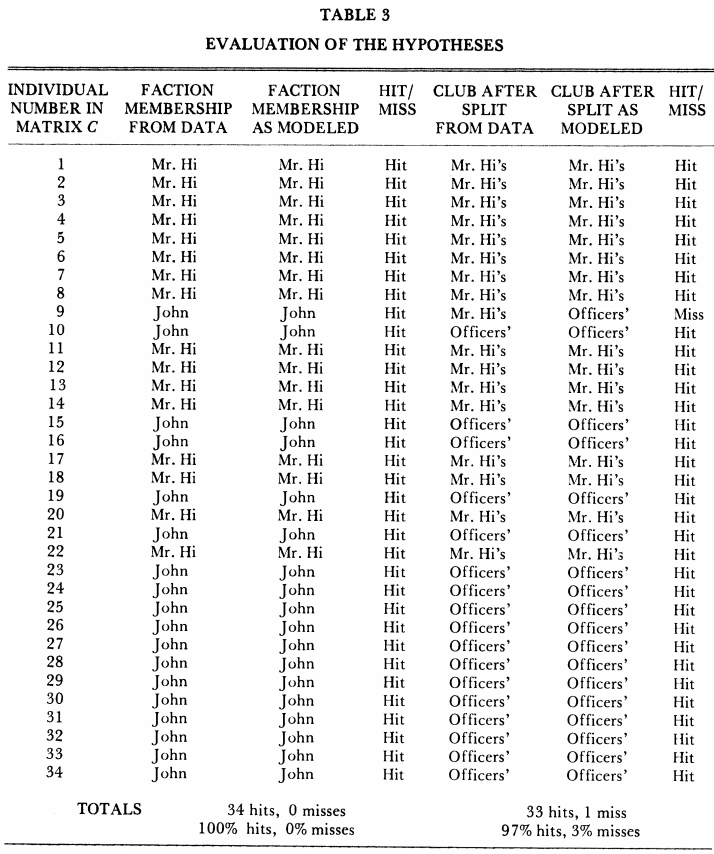 TABLE 3
EVALUATION OF THE HYPOTHESES
INDIVIDUAL FACTION FACTION HIT/ CLUB AFTER CLUB AFTER HIT/
NUMBER IN MEMBERSHIP MEMBERSHIP MISS SPLIT SPLIT AS MISS
MATRIX C FROM DATA AS MODELED FROM DATA MODELED
1 Mr. Hi Mr. Hi Hit Mr. Hi's Mr. Hi's Hit
2 Mr. Hi Mr. Hi Hit Mr. Hi's Mr. Hi's Hit
3 Mr. Hi Mr. Hi Hit Mr. Hi's Mr. Hi's Hit
4 Mr. Hi Mr. Hi Hit Mr. Hi's Mr. Hi's Hit
5 Mr. Hi Mr. Hi Hit Mr. Hi's Mr. Hi's Hit
6 Mr. Hi Mr. Hi Hit Mr. Hi's Mr. Hi's Hit
7 Mr. Hi Mr. Hi Hit Mr. Hi's Mr. Hi's Hit
8 Mr. Hi Mr. Hi Hit Mr. Hi's Mr. Hi's Hit
9 John John Hit Mr. Hi's Officers' Miss
10 John John Hit Officers' Officers' Hit
11 Mr. Hi Mr. Hi Hit Mr. Hi's Mr. Hi's Hit
12 Mr. Hi Mr. Hi Hit Mr. Hi's Mr. Hi's Hit
13 Mr. Hi Mr. Hi Hit Mr. Hi's Mr. Hi's Hit
14 Mr. Hi Mr. Hi Hit Mr. Hi's Mr. Hi's Hit
15 John John Hit Officers' Officers' Hit
16 John John Hit Officers' Officers' Hit
17 Mr. Hi Mr. Hi Hit Mr. Hi's Mr. Hi's Hit
18 Mr. Hi Mr. Hi Hit Mr. Hi's Mr. Hi's Hit
19 John John Hit Officers' Officers' Hit
20 Mr. Hi Mr. Hi Hit Mr. Hi's Mr. Hi's Hit
21 John John Hit Officers' Officers' Hit
22 Mr. Hi Mr. Hi Hit Mr. Hi's Mr. Hi's Hit
23 John John Hit Officers' Officers' Hit
24 John John Hit Officers' Officers' Hit
25 John John Hit Officers' Officers' Hit
26 John John Hit Officers' Officers' Hit
27 John John Hit Officers' Officers' Hit
28 John John Hit Officers' Officers' Hit
29 John John Hit Officers' Officers' Hit
30 John John Hit Officers' Officers' Hit
31 John John Hit Officers' Officers' Hit
32 John John Hit Officers' Officers' Hit
33 John John Hit Officers' Officers' Hit
34 John John Hit Officers' Officers' Hit
TOTALS 34 hits, 0 misses 33 hits, 1 miss
100% hits, 0% misses 97% hits, 3% misses